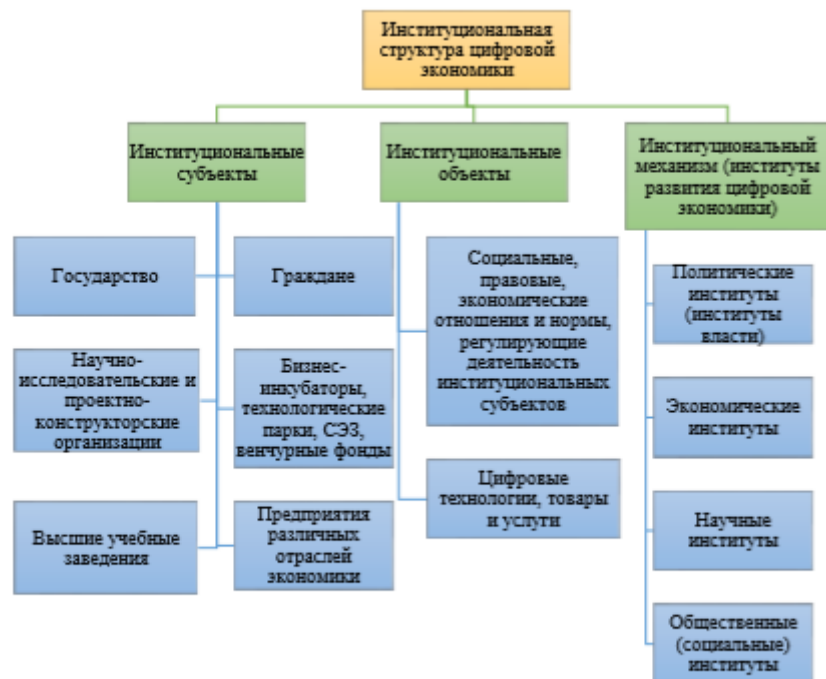 Институциональная
структура цифровой
экономики
Институциональные
субъекты
Институциональные
объекты
Институциональный
механизм (институты
развития цифровой
экономики)
Государство
Граждане
Научно-
исследовательские и
проектно-
конструкторские
организации
Бизнес-
инкубаторы,
технологические
парки, СЭЗ,
венчурные фонды
Высшие учебные
заведения
Предприятия
различных
отраслей
экономики
Социальные,
правовые,
экономические
отношения и нормы,
регулирующие
деятельность
институциональных
субъектов
Цифровые
технологии, товары
и услуги
Политические
институты
(институты
власти)
Экономические
институты
Научные
институты
Общественные
(социальные)
институты